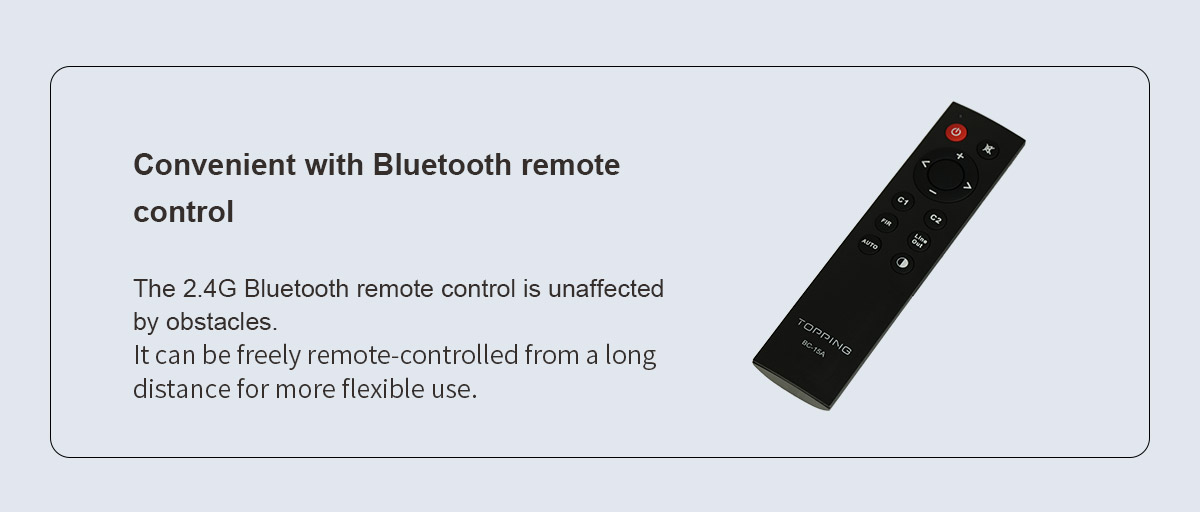 Convenient with Bluetooth remote
control
The 2.4G Bluetooth remote control is unaffected
by obstacles.
It can be freely remote-controlled from a long
distance for more flexible use.
C1
C2
FIR
Line
Out
AUTO
TOPPING
BC-15A